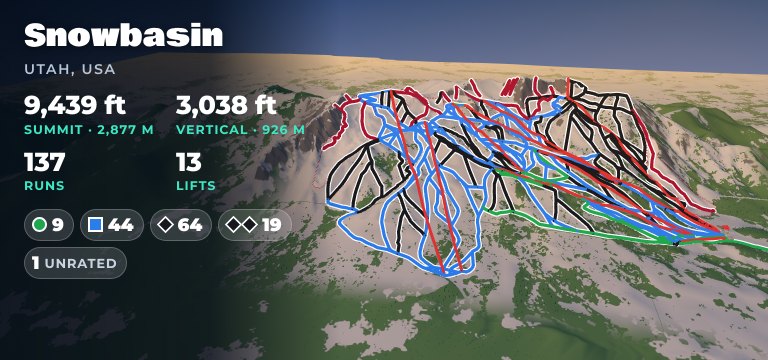 Snowbasin
UTAH, USA
9,439 ft 3,038 ft
SUMMIT · 2,877 M VERTICAL · 926 M
137 13
RUNS LIFTS
9 44 64 19
1 UNRATED